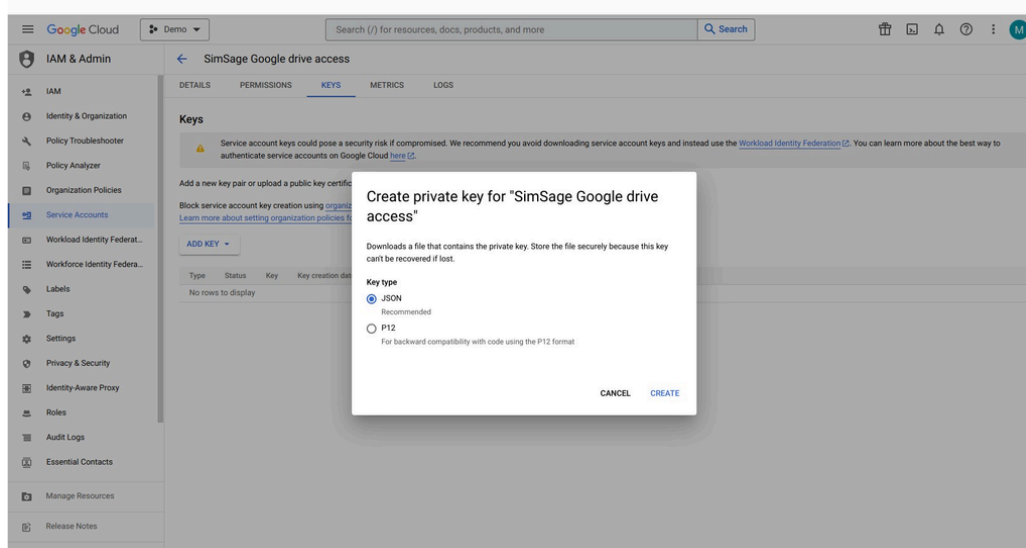 Google Cloud
Demo
Search (/) for resources, docs, products, and more
Search
M
IAM & Admin
SimSage Google drive access
DETAILS PERMISSIONS KEYS METRICS LOGS
IAM
Identity & Organization
Policy Troubleshooter
Policy Analyzer
Organization Policies
Service Accounts
Workload Identity Federat...
Workforce Identity Federa...
Labels
Tags
Settings
Privacy & Security
Identity-Aware Proxy
Roles
Audit Logs
Essential Contacts
Manage Resources
Release Notes
Keys
Service account keys could pose a security risk if compromised. We recommend you avoid downloading service account keys and instead use the Workload Identity Federation. You can learn more about the best way to
authenticate service accounts on Google Cloud here.
Add a new key pair or upload a public key certific
Block service account key creation using organiz
Learn more about setting organization policies fo
ADD KEY
Type Status Key Key creation dat
No rows to display
Create private key for "SimSage Google drive
access"
Downloads a file that contains the private key. Store the file securely because this key
can't be recovered if lost.
Key type
JSON
Recommended
P12
For backward compatibility with code using the P12 format
CANCEL CREATE